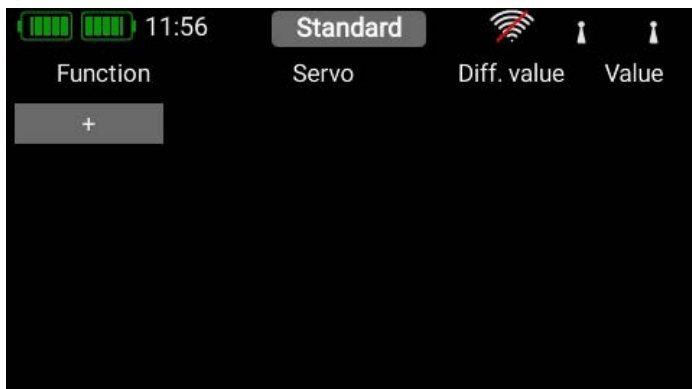 11:56 Standard
Function Servo Diff. value Value
+